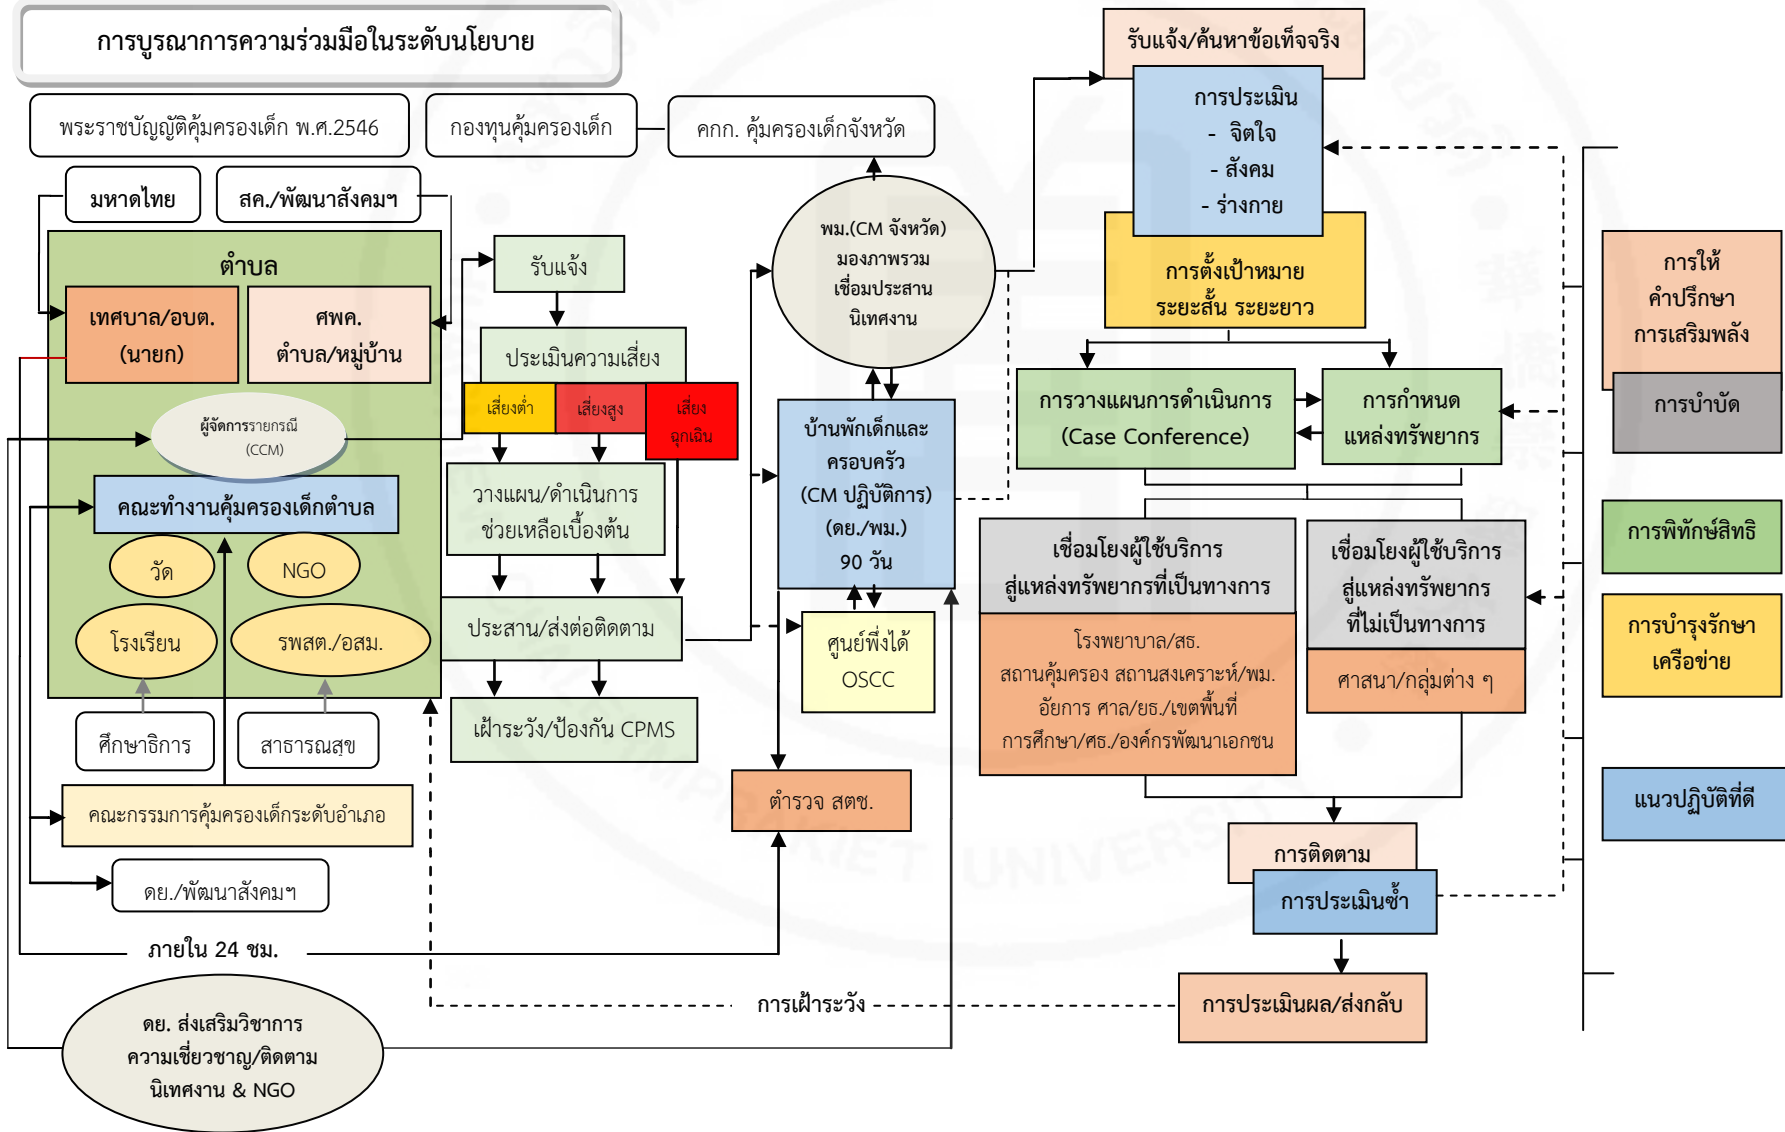 การบูรณาการความร่วมมือในระดับนโยบาย
พระราชบัญญัติคุ้มครองเด็ก พ.ศ.2546
กองทุนคุ้มครองเด็ก
คกก. คุ้มครองเด็กจังหวัด
มหาดไทย
สค./พัฒนาสังคมฯ
ตำบล
เทศบาล/อบต.
(นายก)
ศพค.
ตำบล/หมู่บ้าน
ผู้จัดการรายกรณี
(CCM)
คณะทำงานคุ้มครองเด็กตำบล
วัด
NGO
โรงเรียน
รพสต./อสม.
ศึกษาธิการ
สาธารณสุข
คณะกรรมการคุ้มครองเด็กระดับอำเภอ
ดย./พัฒนาสังคมฯ
ภายใน 24 ชม.
ดย. ส่งเสริมวิชาการ
ความเชี่ยวชาญ/ติดตาม
นิเทศงาน & NGO
รับแจ้ง
ประเมินความเสี่ยง
เสี่ยงต่ำ
เสี่ยงสูง
เสี่ยง
ฉุกเฉิน
วางแผน/ดำเนินการ
ช่วยเหลือเบื้องต้น
ประสาน/ส่งต่อติดตาม
เฝ้าระวัง/ป้องกัน CPMS
พม.(CM จังหวัด)
มองภาพรวม
เชื่อมประสาน
นิเทศงาน
บ้านพักเด็กและ
ครอบครัว
(CM ปฏิบัติการ)
(ดย./พม.)
90 วัน
ศูนย์พึ่งได้
OSCC
ตำรวจ สตช.
การเฝ้าระวัง
รับแจ้ง/ค้นหาข้อเท็จจริง
การประเมิน
- จิตใจ
- สังคม
- ร่างกาย
การตั้งเป้าหมาย
ระยะสั้น ระยะยาว
การวางแผนการดำเนินการ
(Case Conference)
การกำหนด
แหล่งทรัพยากร
เชื่อมโยงผู้ใช้บริการ
สู่แหล่งทรัพยากรที่เป็นทางการ
โรงพยาบาล/สธ.
สถานคุ้มครอง สถานสงเคราะห์/พม.
อัยการ ศาล/ยธ./เขตพื้นที่
การศึกษา/ศธ./องค์กรพัฒนาเอกชน
เชื่อมโยงผู้ใช้บริการ
สู่แหล่งทรัพยากร
ที่ไม่เป็นทางการ
ศาสนา/กลุ่มต่าง ๆ
การติดตาม
การประเมินซ้ำ
การประเมินผล/ส่งกลับ
การให้
คำปรึกษา
การเสริมพลัง
การบำบัด
การพิทักษ์สิทธิ
การบำรุงรักษา
เครือข่าย
แนวปฏิบัติที่ดี